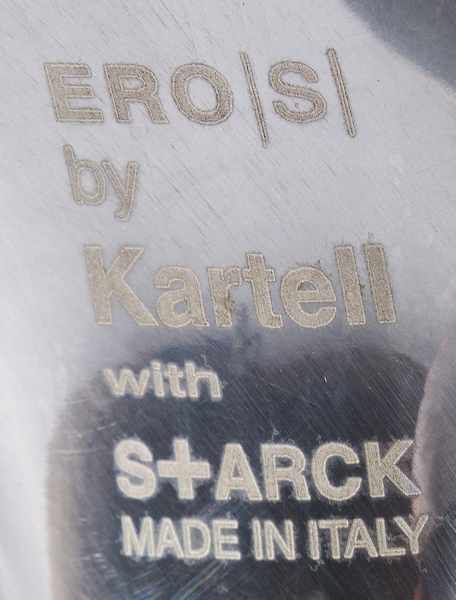 ERO|S|
by
Kartell
with
S+ARCK
MADE IN ITALY